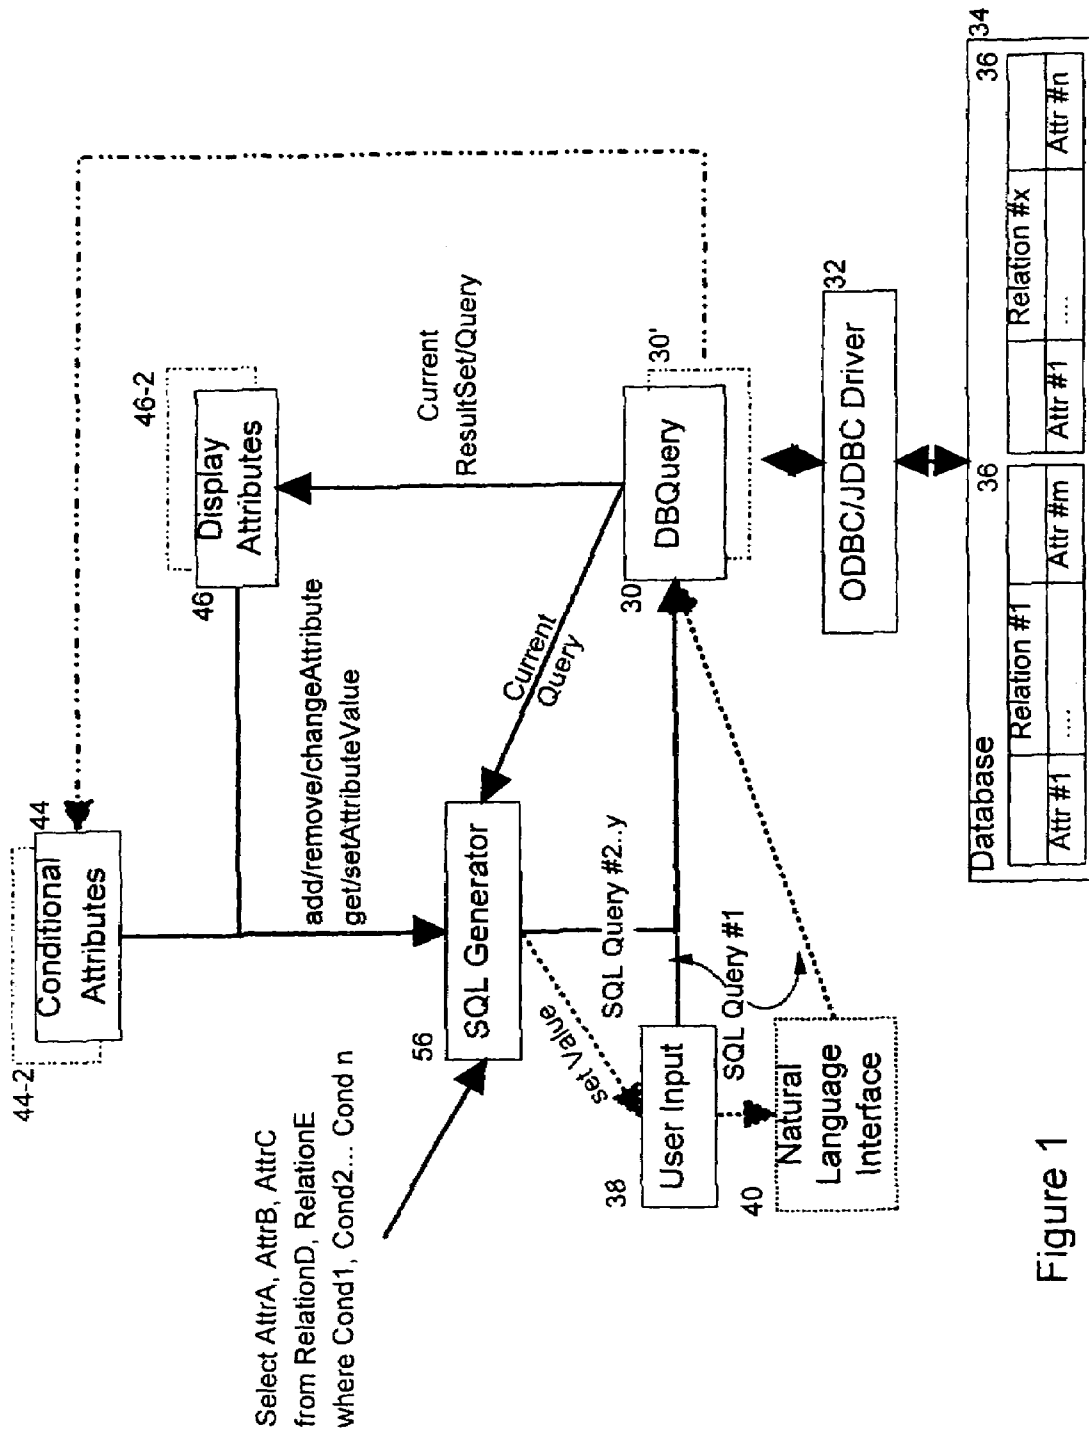 44-2
44
Conditional
Attributes
46-2
46
Display
Attributes
add/remove/changeAttribute
get/setAttributeValue
Current
ResultSet/Query
Select AttrA, AttrB, AttrC
from RelationD, RelationE
where Cond1, Cond2... Cond n
56
SQL Generator
Current
Query
set Value
SQL Query #2..y
SQL Query #1
38
User Input
40
Natural
Language
Interface
30
DBQuery
30'
ODBC/JDBC Driver
32
Database
34
36
Relation #1
Attr #1
....
Attr #m
36
Relation #x
Attr #1
....
Attr #n
Figure 1